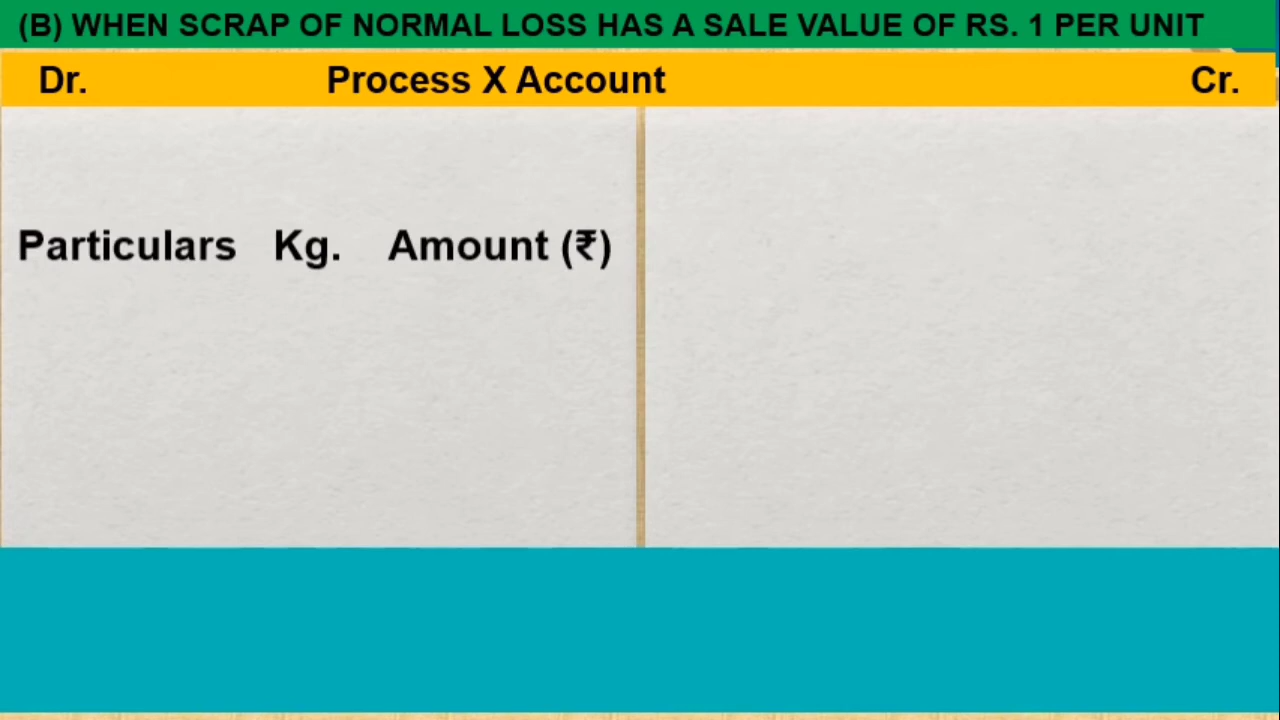 (B) WHEN SCRAP OF NORMAL LOSS HAS A SALE VALUE OF RS. 1 PER UNIT
Dr. Process X Account Cr.
Particulars Kg. Amount (₹)